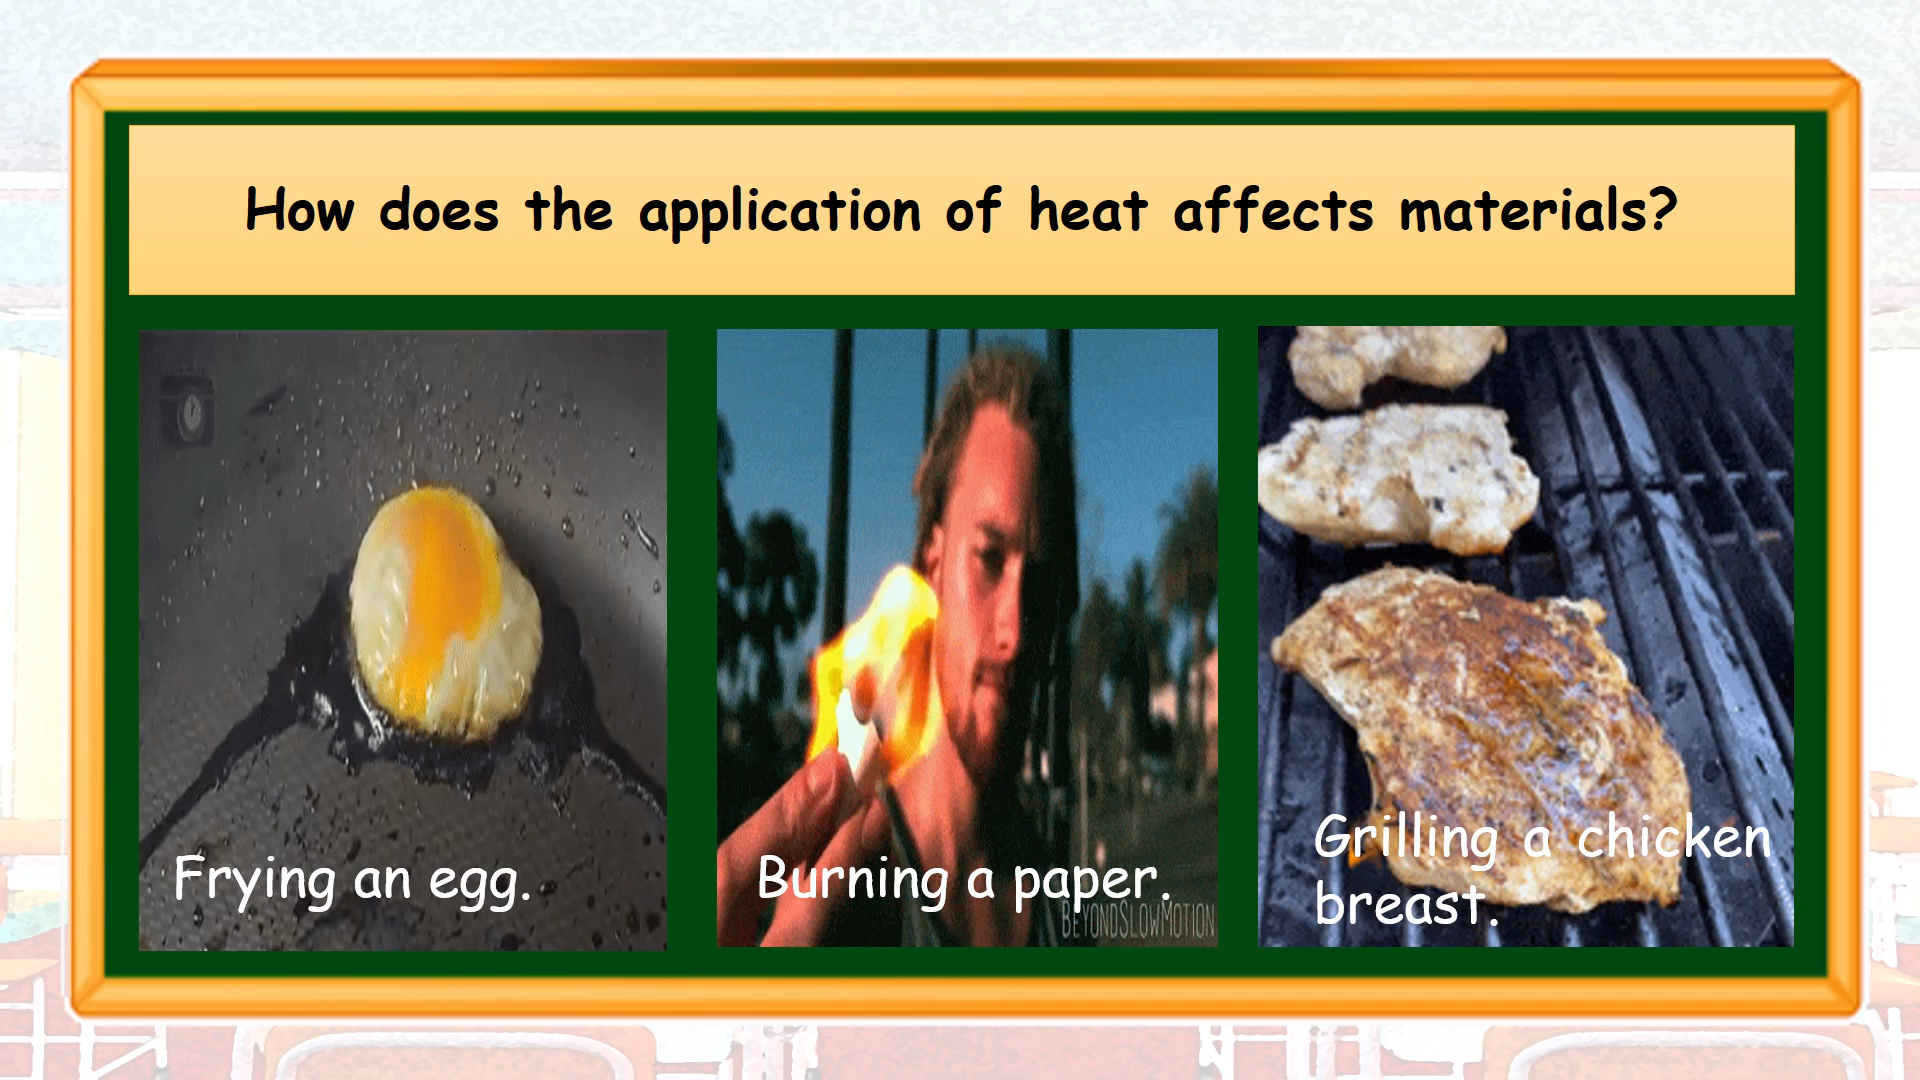 How does the application of heat affects materials?
Frying an egg.
Burning a paper.
BEYONDSLOWMOTION
Grilling a chicken
breast.